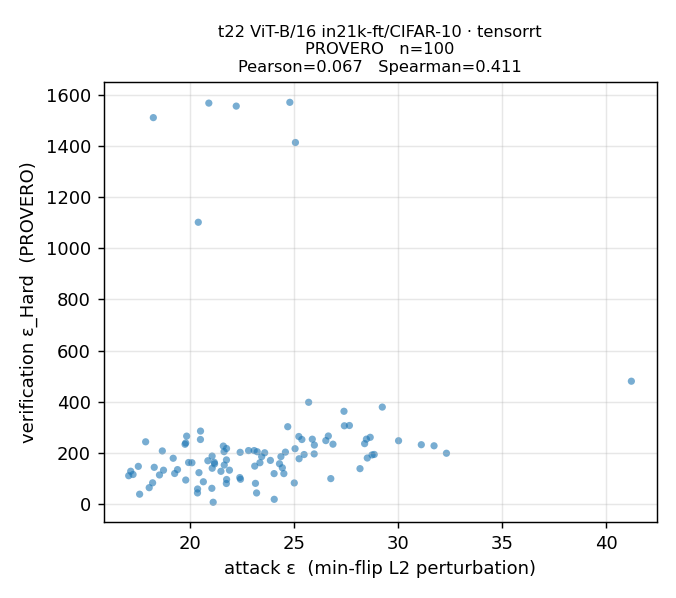 t22 ViT-B/16 in21k-ft/CIFAR-10 · tensorrt
PROVERO   n=100
Pearson=0.067   Spearman=0.411
verification ε_Hard  (PROVERO)
1600
1400
1200
1000
800
600
400
200
0
20
25
30
35
40
attack ε  (min-flip L2 perturbation)